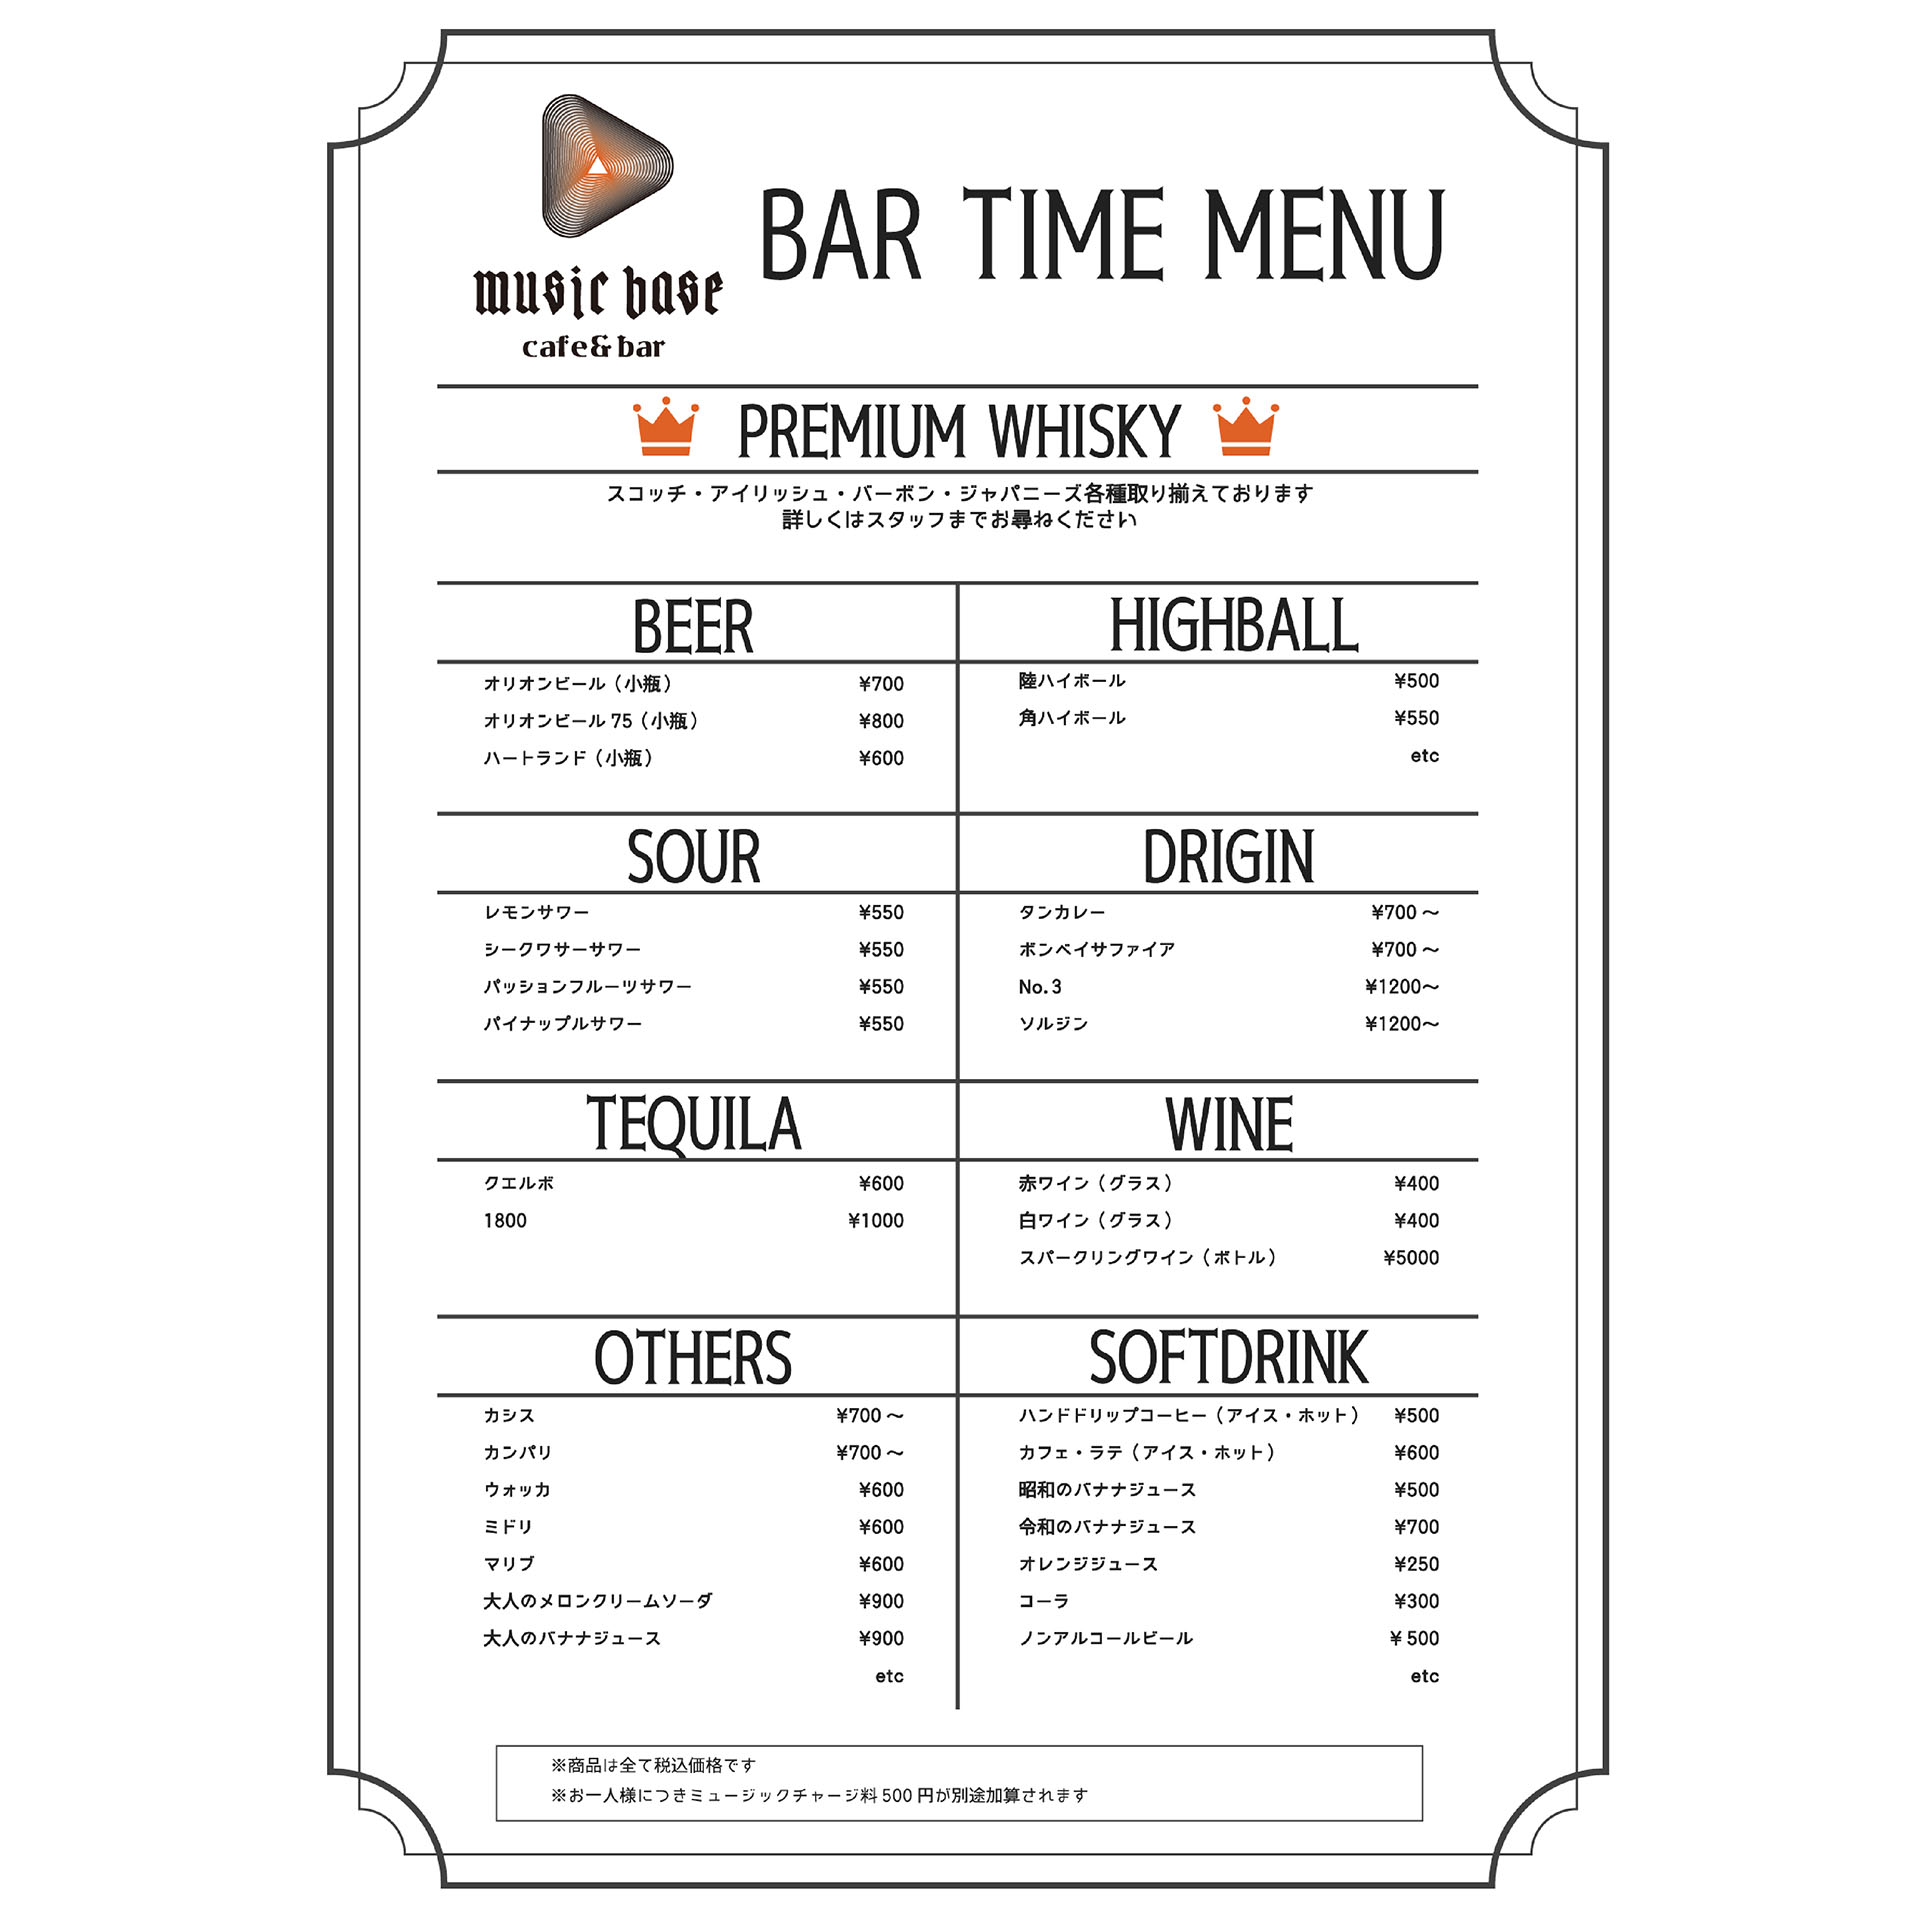 music base
cafe&bar
BAR TIME MENU
PREMIUM WHISKY
スコッチ・アイリッシュ・バーボン・ジャパニーズ各種取り揃えております
詳しくはスタッフまでお尋ねください
BEER
オリオンビール（小瓶） ¥700
オリオンビール 75（小瓶） ¥800
ハートランド（小瓶） ¥600
HIGHBALL
陸ハイボール ¥500
角ハイボール ¥550
etc
SOUR
レモンサワー ¥550
シークワサーサワー ¥550
パッションフルーツサワー ¥550
パイナップルサワー ¥550
DRIGIN
タンカレー ¥700～
ボンベイサファイア ¥700～
No.3 ¥1200～
ソルジン ¥1200～
TEQUILA
クエルボ ¥600
1800 ¥1000
WINE
赤ワイン（グラス） ¥400
白ワイン（グラス） ¥400
スパークリングワイン（ボトル） ¥5000
OTHERS
カシス ¥700～
カンパリ ¥700～
ウォッカ ¥600
ミドリ ¥600
マリブ ¥600
大人のメロンクリームソーダ ¥900
大人のバナナジュース ¥900
etc
SOFTDRINK
ハンドドリップコーヒー（アイス・ホット） ¥500
カフェ・ラテ（アイス・ホット） ¥600
昭和のバナナジュース ¥500
令和のバナナジュース ¥700
オレンジジュース ¥250
コーラ ¥300
ノンアルコールビール ¥ 500
etc
※商品は全て税込価格です
※お一人様につきミュージックチャージ料 500 円が別途加算されます